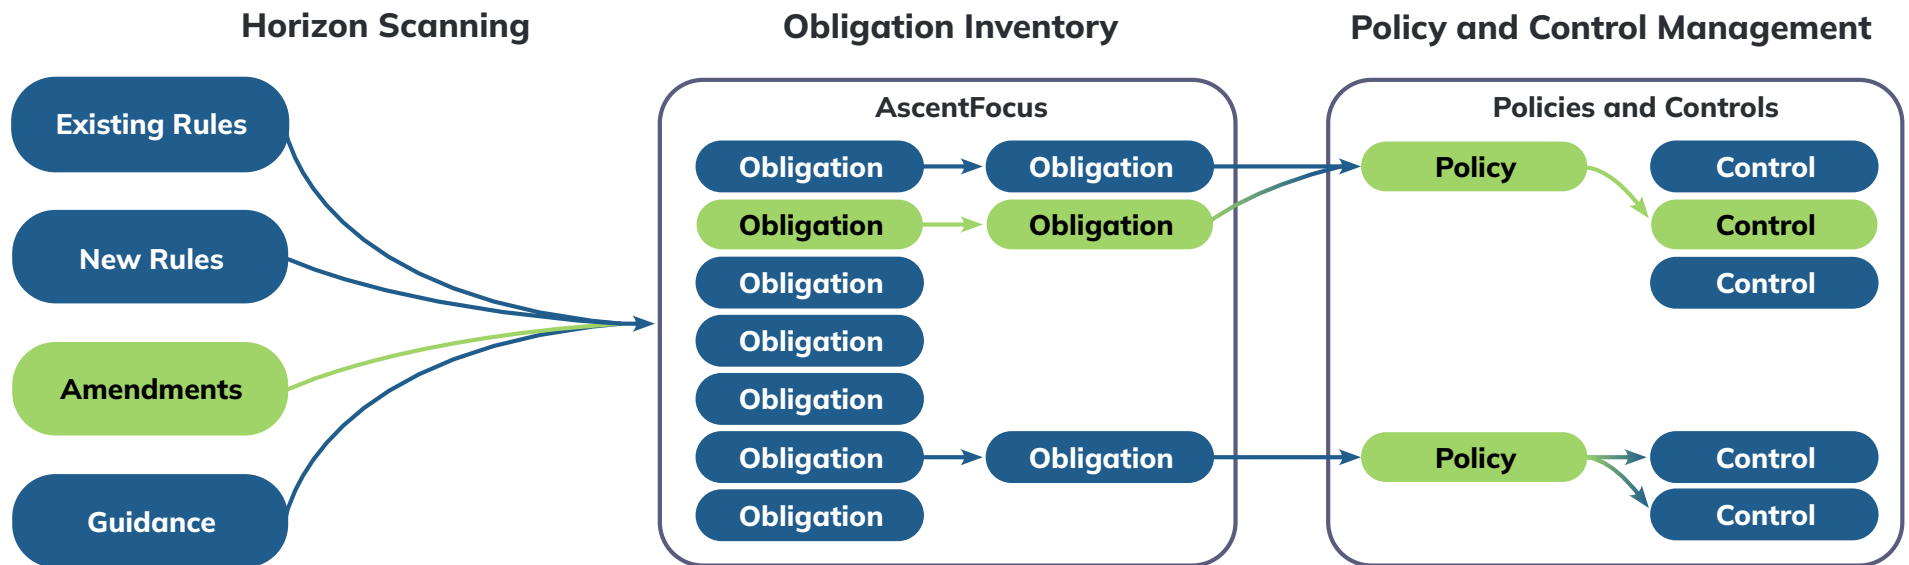 Horizon Scanning
Obligation Inventory
Policy and Control Management
Existing Rules
New Rules
Amendments
Guidance
AscentFocus
Obligation
Obligation
Obligation
Obligation
Obligation
Obligation
Obligation
Obligation
Obligation
Obligation
Policies and Controls
Policy
Control
Control
Control
Policy
Control
Control